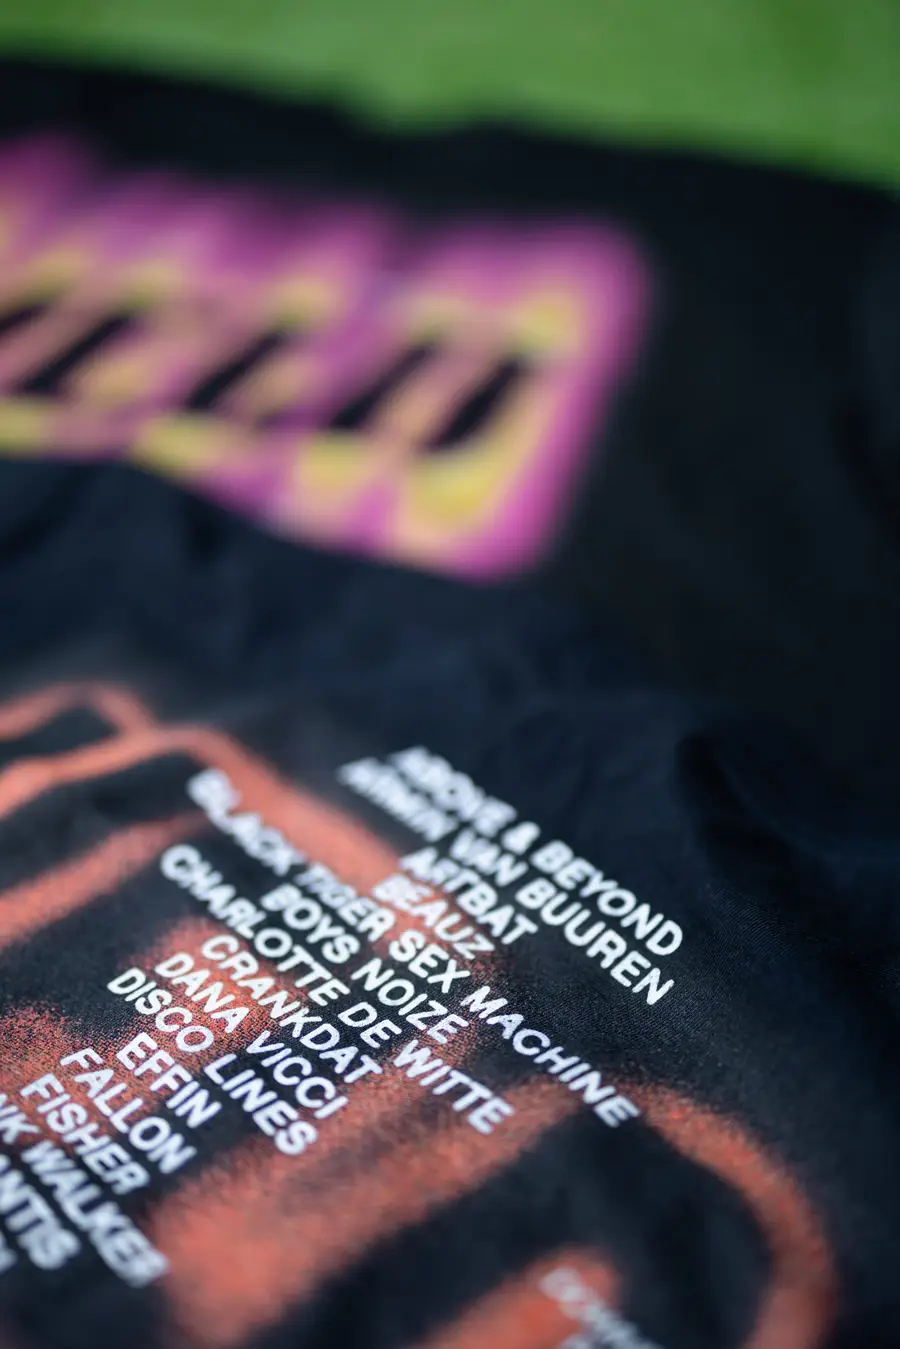 ABOVE & BEYOND
ARMIN VAN BUUREN
ARTBAT
BEAUZ
BLACK TIGER SEX MACHINE
BOYS NOIZE
CHARLOTTE DE WITTE
CRANKDAT
DANA VICCI
DISCO LINES
EFFIN
FALLON
FISHER
WALKER